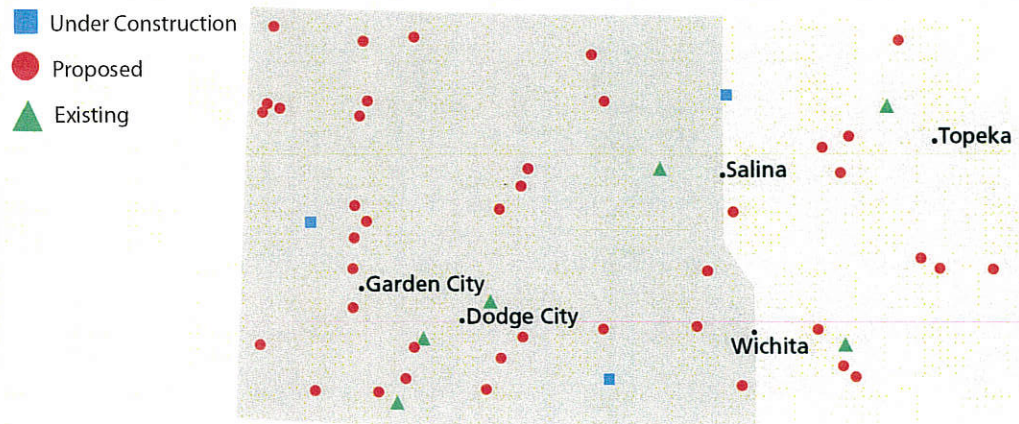 Under Construction
Proposed
Existing
Topeka
Salina
Garden City
Dodge City
Wichita